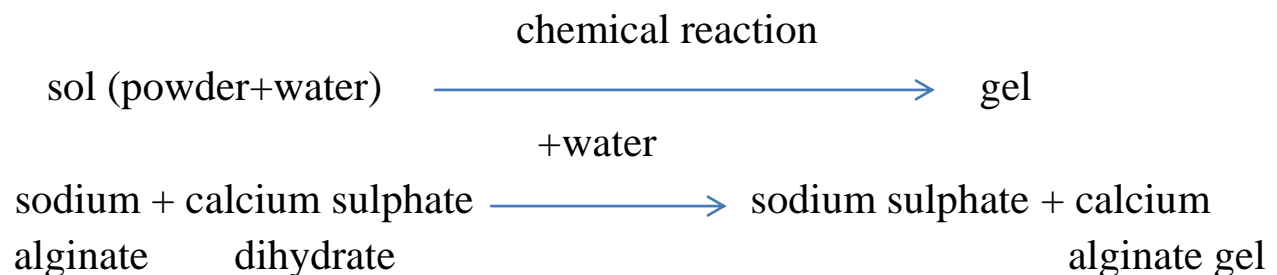 chemical reaction
sol (powder+water) gel
+water
sodium + calcium sulphate sodium sulphate + calcium
alginate dihydrate alginate gel